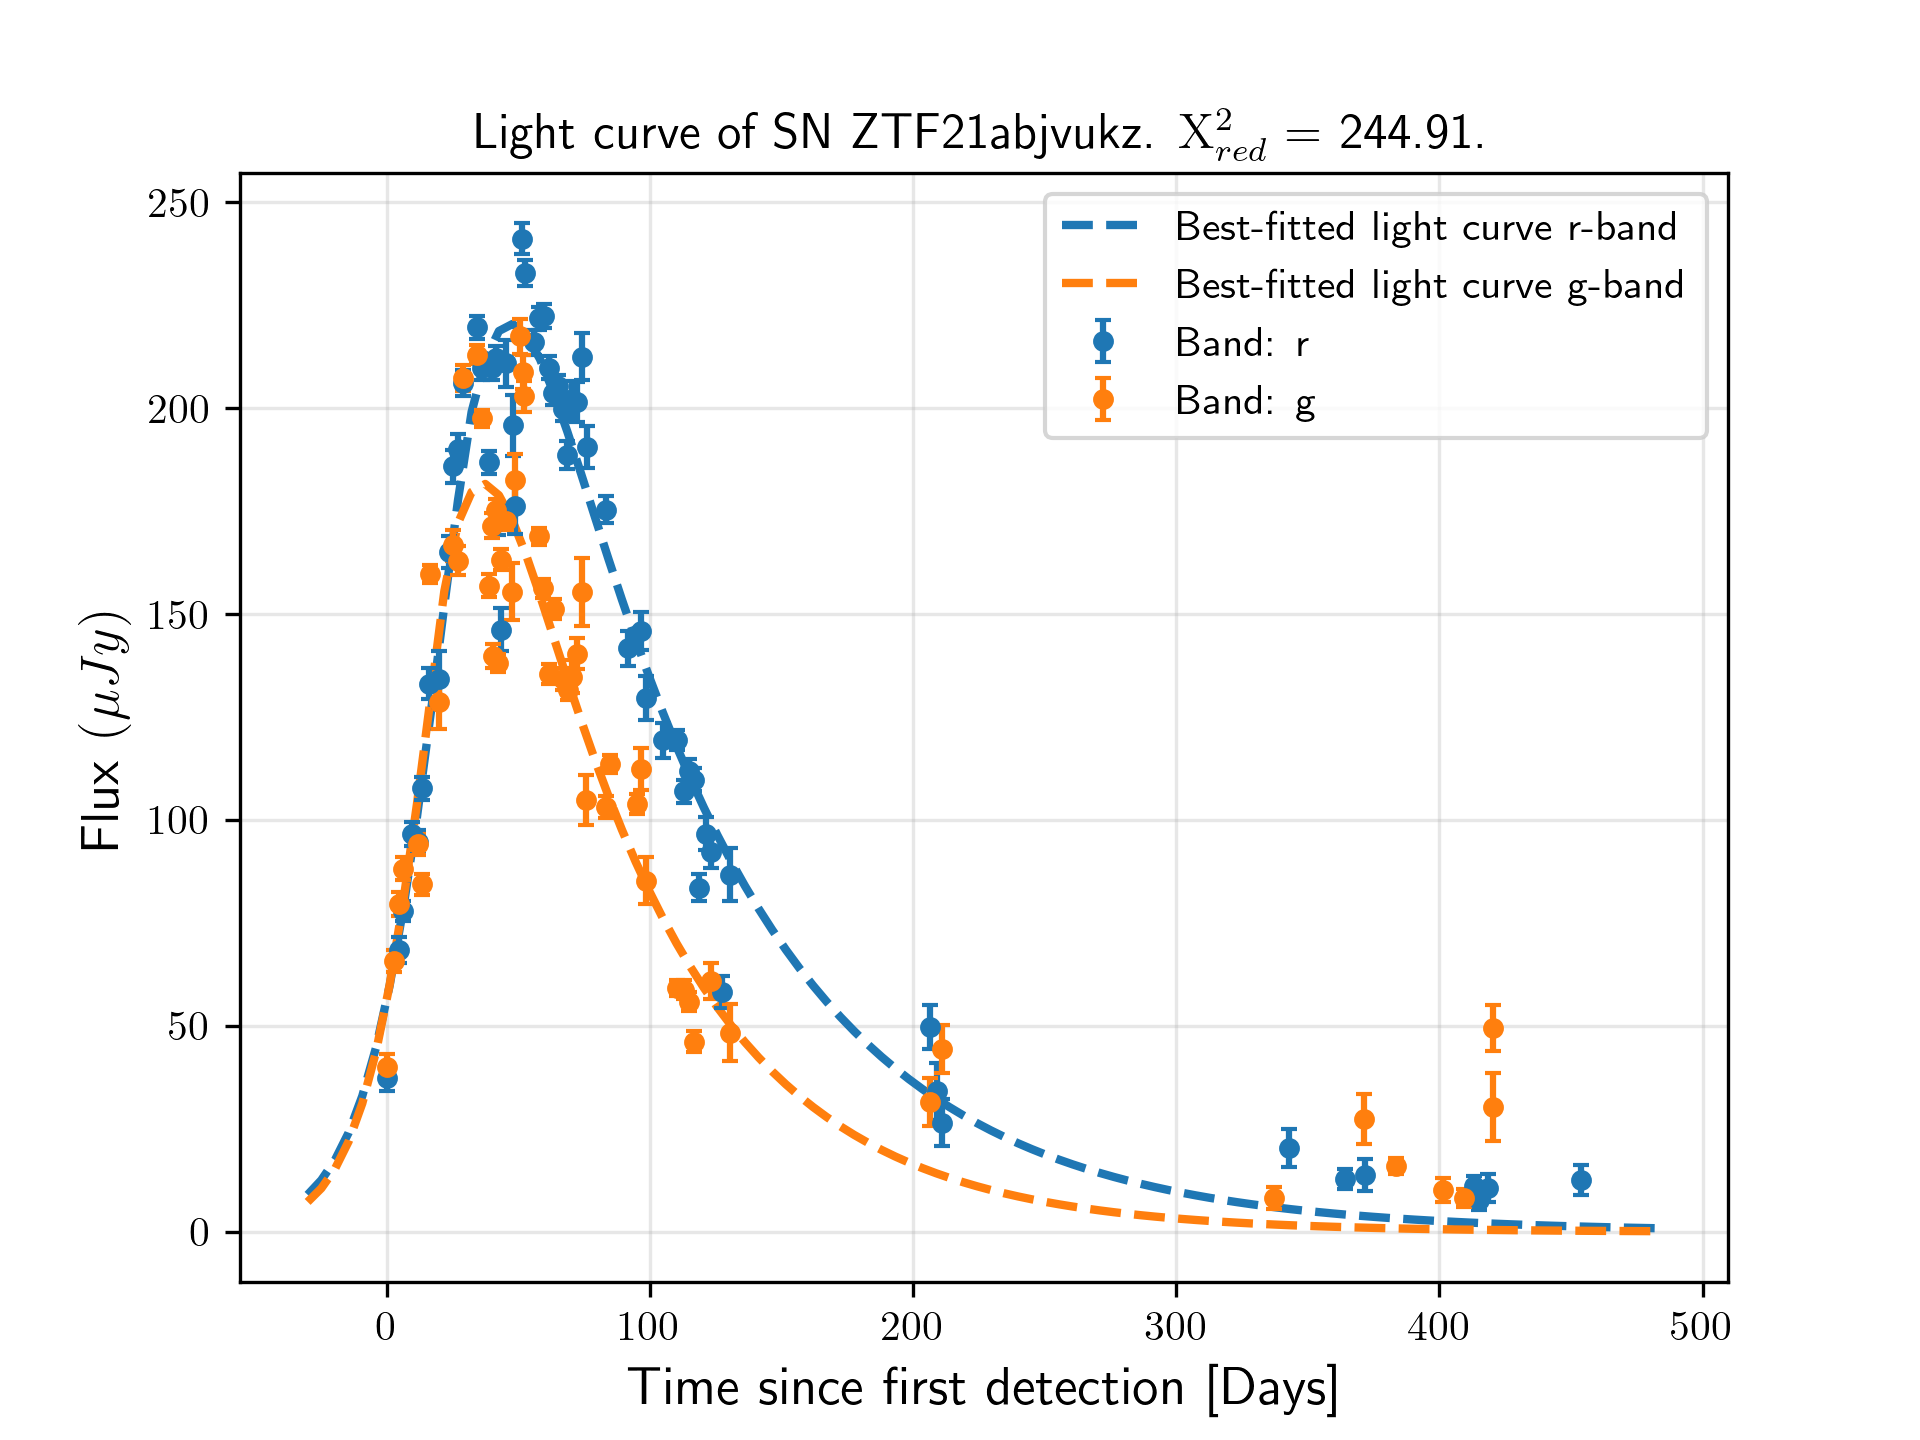 Light curve of SN ZTF21abjvukz. X²_red = 244.91.
250
200
150
100
50
0
Flux (μJy)
Best-fitted light curve r-band
Best-fitted light curve g-band
Band: r
Band: g
0 100 200 300 400 500
Time since first detection [Days]